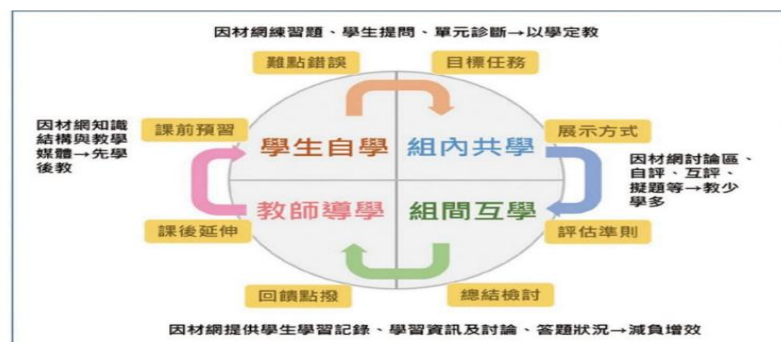 因材網練習題、學生提問、單元診斷→以學定教
難點錯誤
目標任務
因材網知識
結構與教學
媒體→先學
後教
課前預習
學生自學
組內共學
展示方式
因材網討論區、
自評、互評、
擬題等→教少
學多
教師導學
組間互學
課後延伸
評估準則
回饋點撥
總結檢討
因材網提供學生學習記錄、學習資訊及討論、答題狀況→減負增效